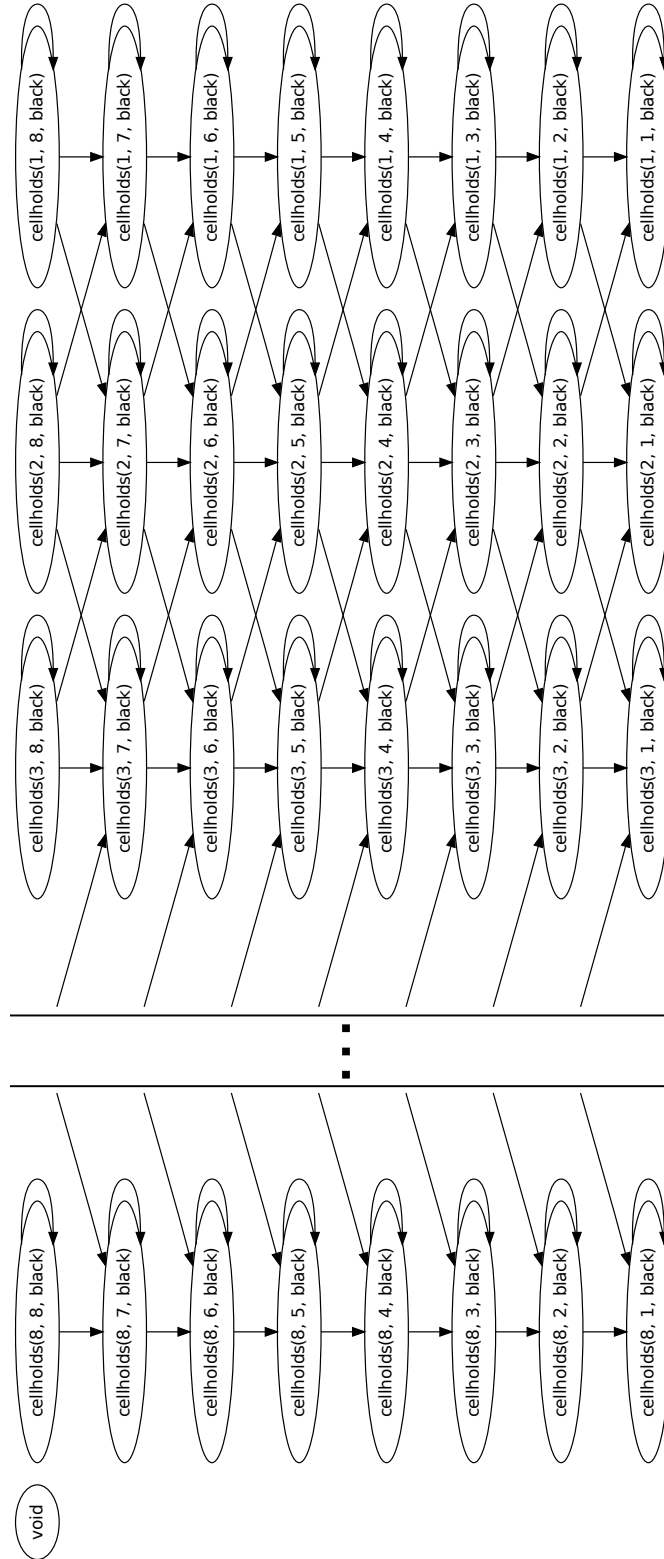 void
cellholds(8, 8, black)
cellholds(3, 8, black)
cellholds(2, 8, black)
cellholds(1, 8, black)
cellholds(8, 7, black)
cellholds(3, 7, black)
cellholds(2, 7, black)
cellholds(1, 7, black)
cellholds(8, 6, black)
cellholds(3, 6, black)
cellholds(2, 6, black)
cellholds(1, 6, black)
cellholds(8, 5, black)
cellholds(3, 5, black)
cellholds(2, 5, black)
cellholds(1, 5, black)
cellholds(8, 4, black)
cellholds(3, 4, black)
cellholds(2, 4, black)
cellholds(1, 4, black)
cellholds(8, 3, black)
cellholds(3, 3, black)
cellholds(2, 3, black)
cellholds(1, 3, black)
cellholds(8, 2, black)
cellholds(3, 2, black)
cellholds(2, 2, black)
cellholds(1, 2, black)
cellholds(8, 1, black)
cellholds(3, 1, black)
cellholds(2, 1, black)
cellholds(1, 1, black)